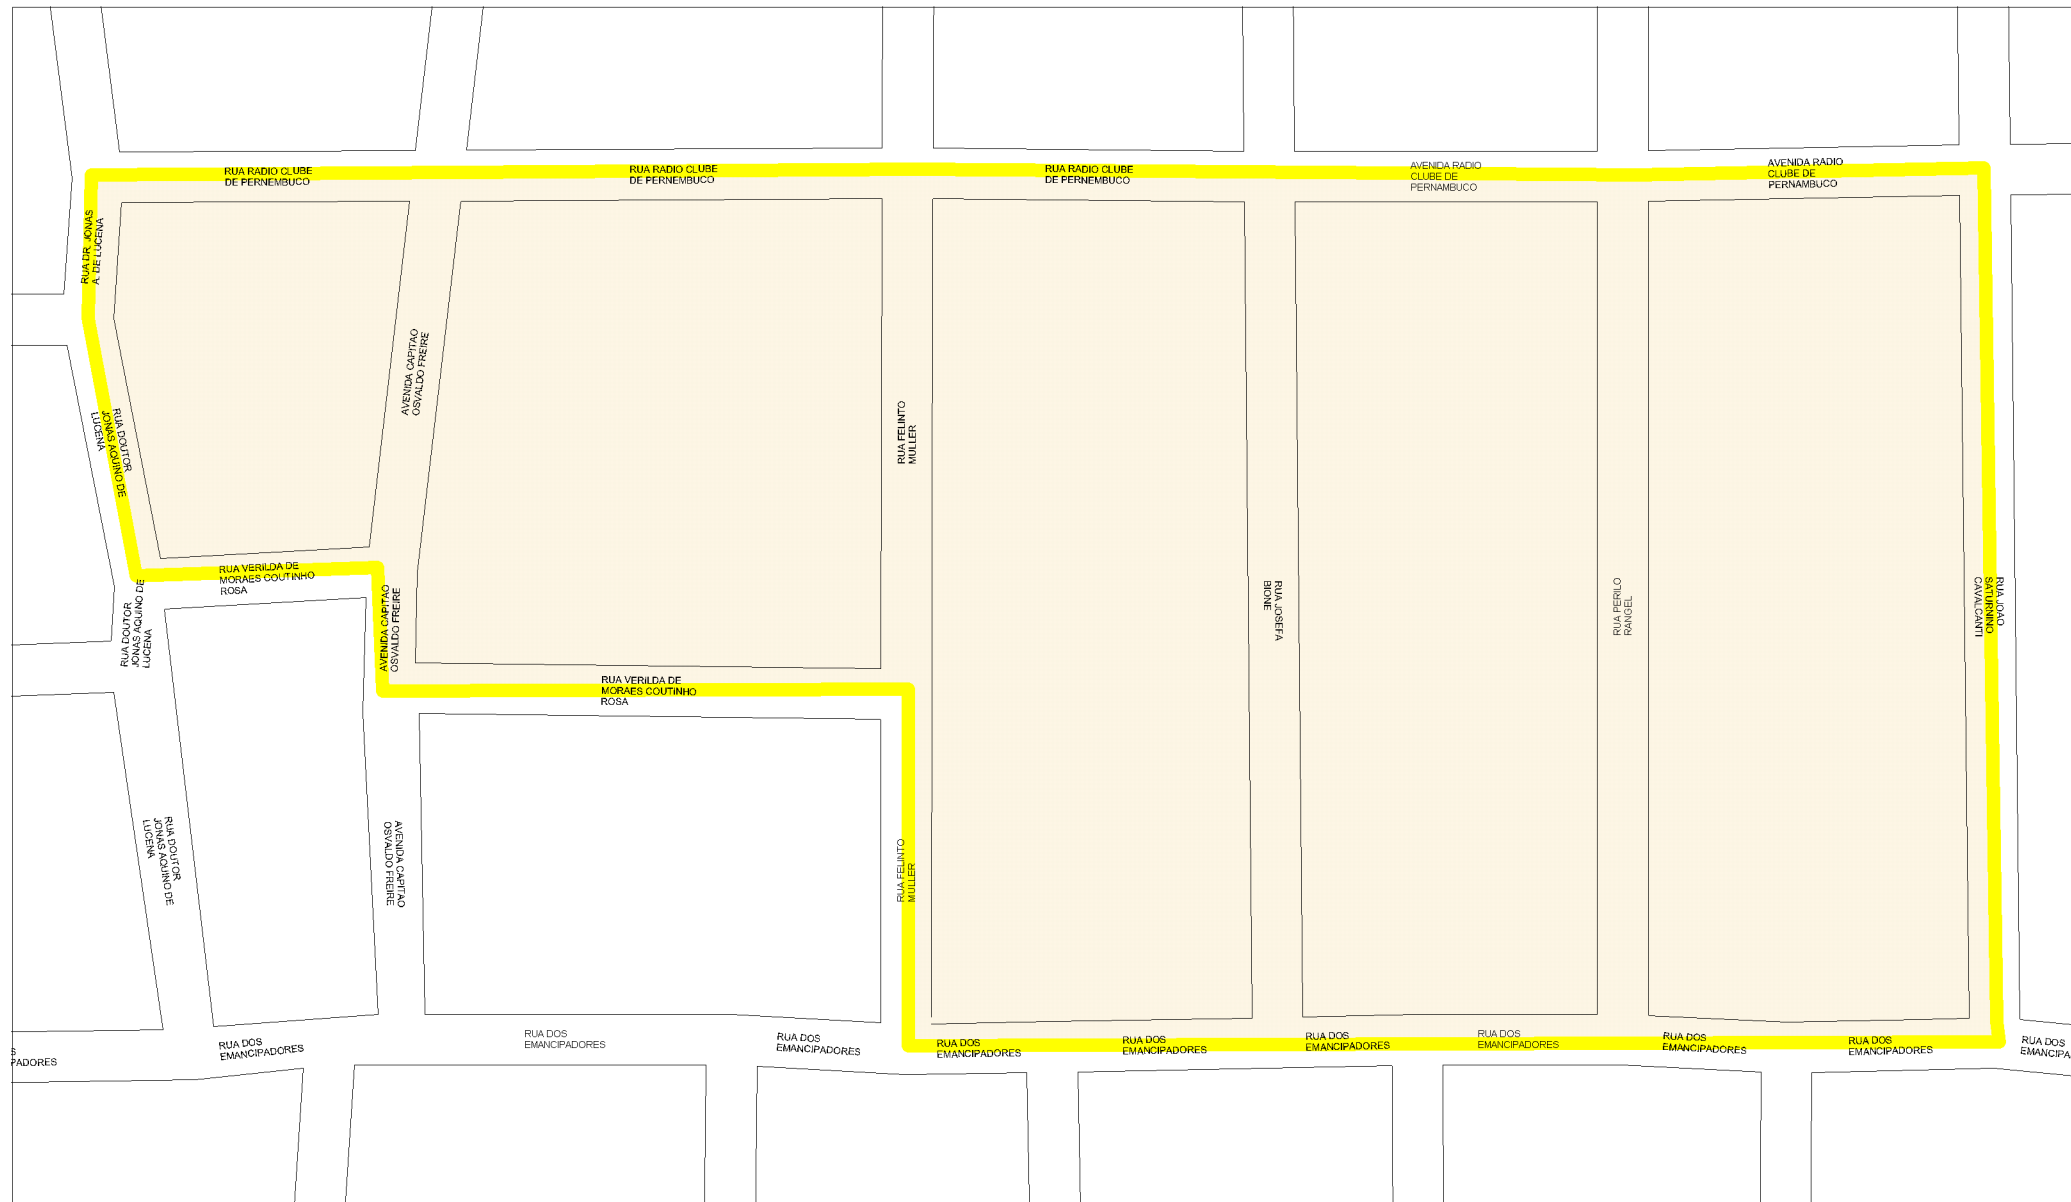 RUA RADIO CLUBE
DE PERNEMBUCO
RUA RADIO CLUBE
DE PERNEMBUCO
RUA RADIO CLUBE
DE PERNEMBUCO
AVENIDA RADIO
CLUBE DE
PERNAMBUCO
AVENIDA RADIO
CLUBE DE
PERNAMBUCO
RUA DR. JONAS
A. DE LUCENA
RUA DOUTOR
JONAS AQUINO DE
LUCENA
AVENIDA CAPITAO
OSVALDO FREIRE
RUA FELINTO
MULLER
RUA VERILDA DE
MORAES COUTINHO
ROSA
RUA DOUTOR
JONAS AQUINO DE
LUCENA
AVENIDA CAPITAO
OSVALDO FREIRE
RUA JOSEFA
BIONE
RUA PERILO
RANGEL
RUA JOAO
SATURNINO
CAVALCANTI
RUA VERILDA DE
MORAES COUTINHO
ROSA
RUA DOUTOR
JONAS AQUINO DE
LUCENA
AVENIDA CAPITAO
OSVALDO FREIRE
RUA FELINTO
MULLER
S
PADORES
RUA DOS
EMANCIPADORES
RUA DOS
EMANCIPADORES
RUA DOS
EMANCIPADORES
RUA DOS
EMANCIPADORES
RUA DOS
EMANCIPADORES
RUA DOS
EMANCIPADORES
RUA DOS
EMANCIPADORES
RUA DOS
EMANCIPADORES
RUA DOS
EMANCIPADORES
RUA DOS
EMANCIPA